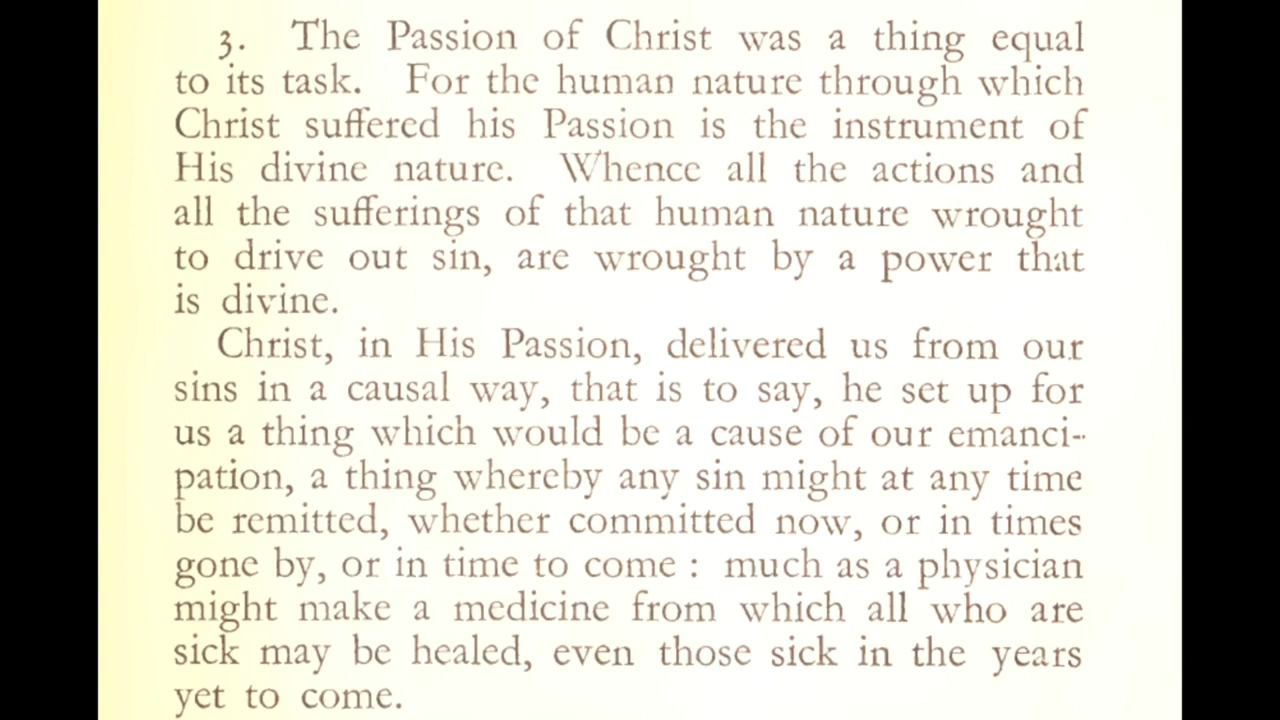 3. The Passion of Christ was a thing equal
to its task. For the human nature through which
Christ suffered his Passion is the instrument of
His divine nature. Whence all the actions and
all the sufferings of that human nature wrought
to drive out sin, are wrought by a power that
is divine.
Christ, in His Passion, delivered us from our
sins in a causal way, that is to say, he set up for
us a thing which would be a cause of our emanci-
pation, a thing whereby any sin might at any time
be remitted, whether committed now, or in times
gone by, or in time to come : much as a physician
might make a medicine from which all who are
sick may be healed, even those sick in the years
yet to come.